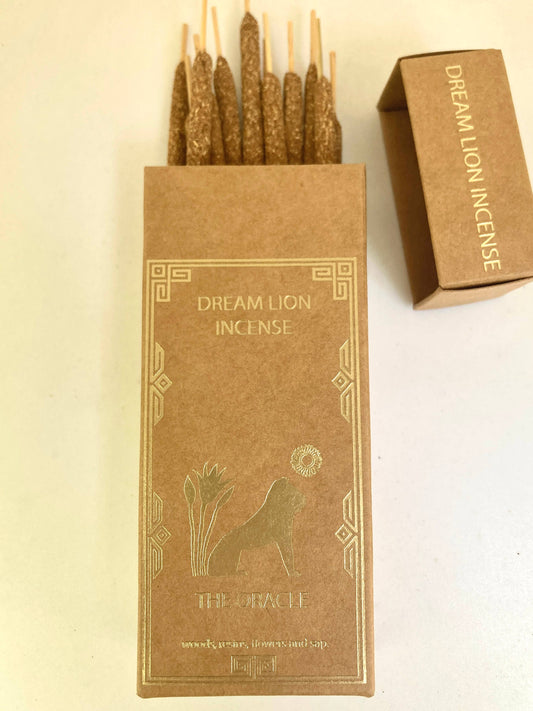 DREAM LION INCENSE
DREAM LION
INCENSE
THE ORACLE
woods, resins, flowers and sap.